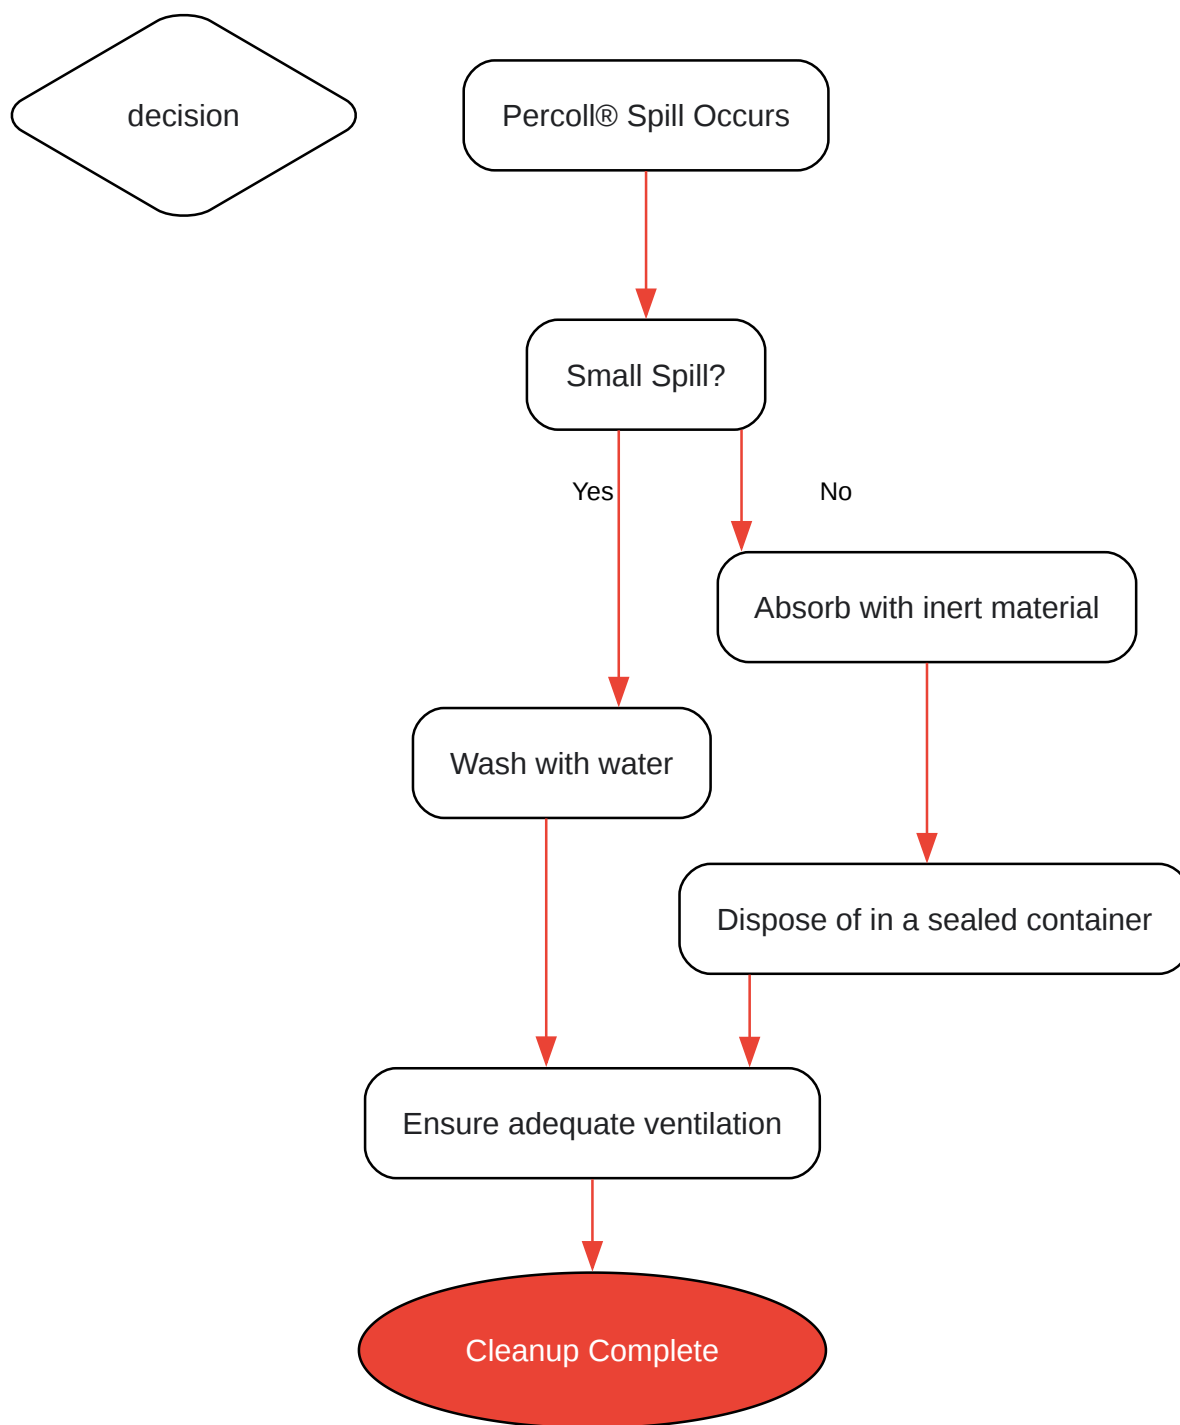 decision
Percoll® Spill Occurs
Small Spill?
Yes
No
Absorb with inert material
Wash with water
Dispose of in a sealed container
Ensure adequate ventilation
Cleanup Complete